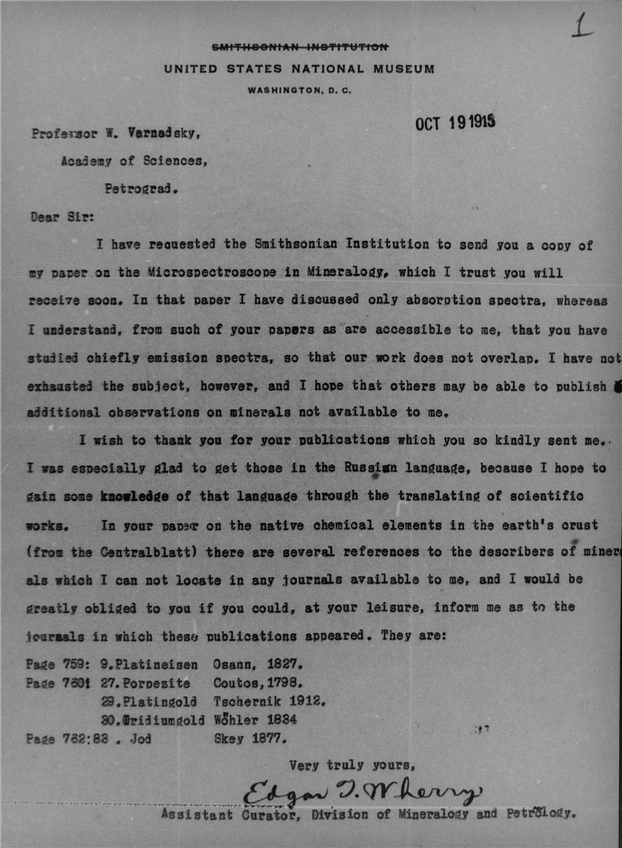 1
SMITHSONIAN INSTITUTION
UNITED STATES NATIONAL MUSEUM
WASHINGTON, D. C.
OCT 19 1915
Professor W. Vernadsky,
Academy of Sciences,
Petrograd.
Dear Sir:
I have requested the Smithsonian Institution to send you a copy of
my paper on the Microspectroscope in Mineralogy, which I trust you will
receive soon. In that paper I have discussed only absorption spectra, whereas
I understand, from such of your papers as are accessible to me, that you have
studied chiefly emission spectra, so that our work does not overlap. I have not
exhausted the subject, however, and I hope that others may be able to publish
additional observations on minerals not available to me.
I wish to thank you for your publications which you so kindly sent me.
I was especially glad to get those in the Russian language, because I hope to
gain some knowledge of that language through the translating of scientific
works. In your paper on the native chemical elements in the earth's crust
(from the Centralblatt) there are several references to the describers of miner
als which I can not locate in any journals available to me, and I would be
greatly obliged to you if you could, at your leisure, inform me as to the
journals in which these publications appeared. They are:
Page 759: 9.Platineisen Osann, 1827.
Page 760: 27.Porpezite Coutos,1798.
29.Platingold Tschernik 1912.
30.Iridiumgold Wöhler 1834
Page 762:83 . Jod Skey 1877.
Very truly yours,
Edgar T. Wherry
Assistant Curator, Division of Mineralogy and Petrology.